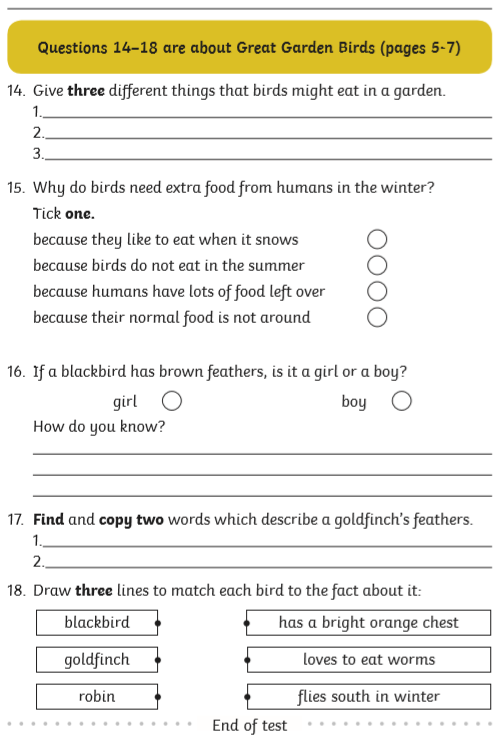 Questions 14–18 are about Great Garden Birds (pages 5-7)
14. Give three different things that birds might eat in a garden.
1.
2.
3.
15. Why do birds need extra food from humans in the winter?
Tick one.
because they like to eat when it snows
because birds do not eat in the summer
because humans have lots of food left over
because their normal food is not around
16. If a blackbird has brown feathers, is it a girl or a boy?
girl boy
How do you know?
17. Find and copy two words which describe a goldfinch's feathers.
1.
2.
18. Draw three lines to match each bird to the fact about it:
blackbird has a bright orange chest
goldfinch loves to eat worms
robin flies south in winter
End of test